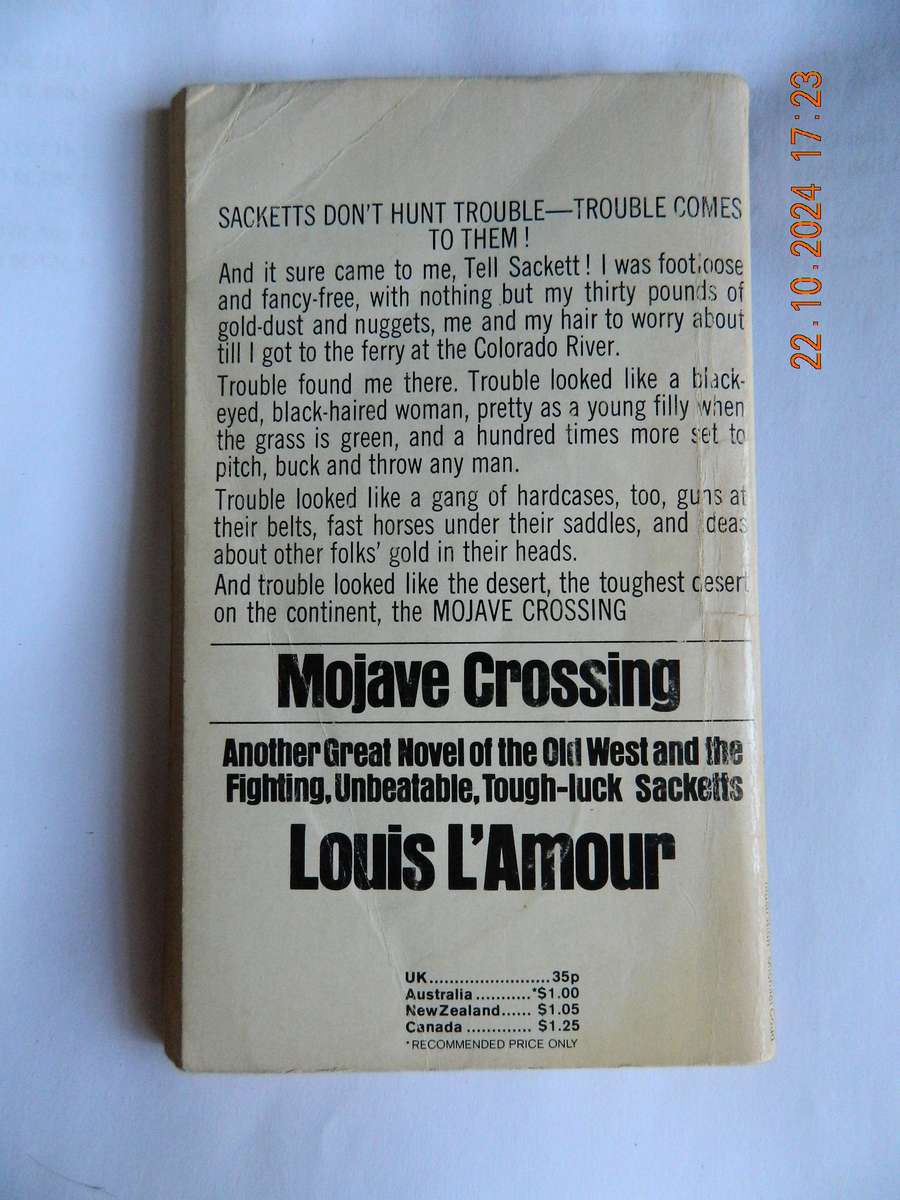 SACKETTS DON'T HUNT TROUBLE—TROUBLE COMES
TO THEM!
And it sure came to me, Tell Sackett! I was footloose
and fancy-free, with nothing but my thirty pounds of
gold-dust and nuggets, me and my hair to worry about
till I got to the ferry at the Colorado River.
Trouble found me there. Trouble looked like a black-
eyed, black-haired woman, pretty as a young filly when
the grass is green, and a hundred times more set to
pitch, buck and throw any man.
Trouble looked like a gang of hardcases, too, guns at
their belts, fast horses under their saddles, and ideas
about other folks' gold in their heads.
And trouble looked like the desert, the toughest desert
on the continent, the MOJAVE CROSSING
Mojave Crossing
Another Great Novel of the Old West and the
Fighting, Unbeatable, Tough-luck Sacketts
Louis L'Amour
UK........................35p
Australia...........*$1.00
New Zealand...... $1.05
Canada ............. $1.25
*RECOMMENDED PRICE ONLY
22.10.2024 17:23